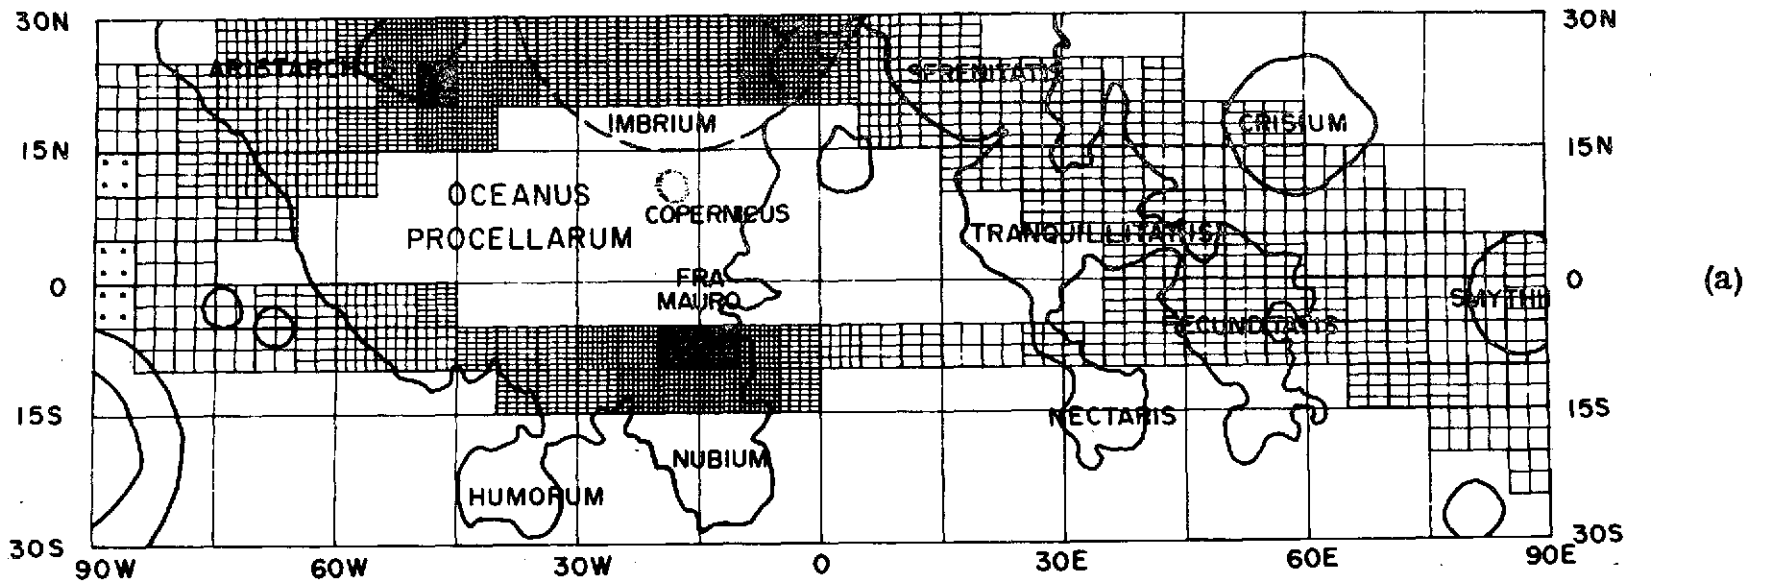 30N 30N
ARISTARCH
SERENITATIS
IMBRIUM CRISIUM
15N 15N
OCEANUS
COPERNICUS
PROCELLARUM TRANQUILLITATIS
FRA
0 0 (a)
MAURO SMYTHII
FECUNDITATIS
15S NECTARIS 15S
NUBIUM
HUMORUM
30S 30S
90W 60W 30W 0 30E 60E 90E